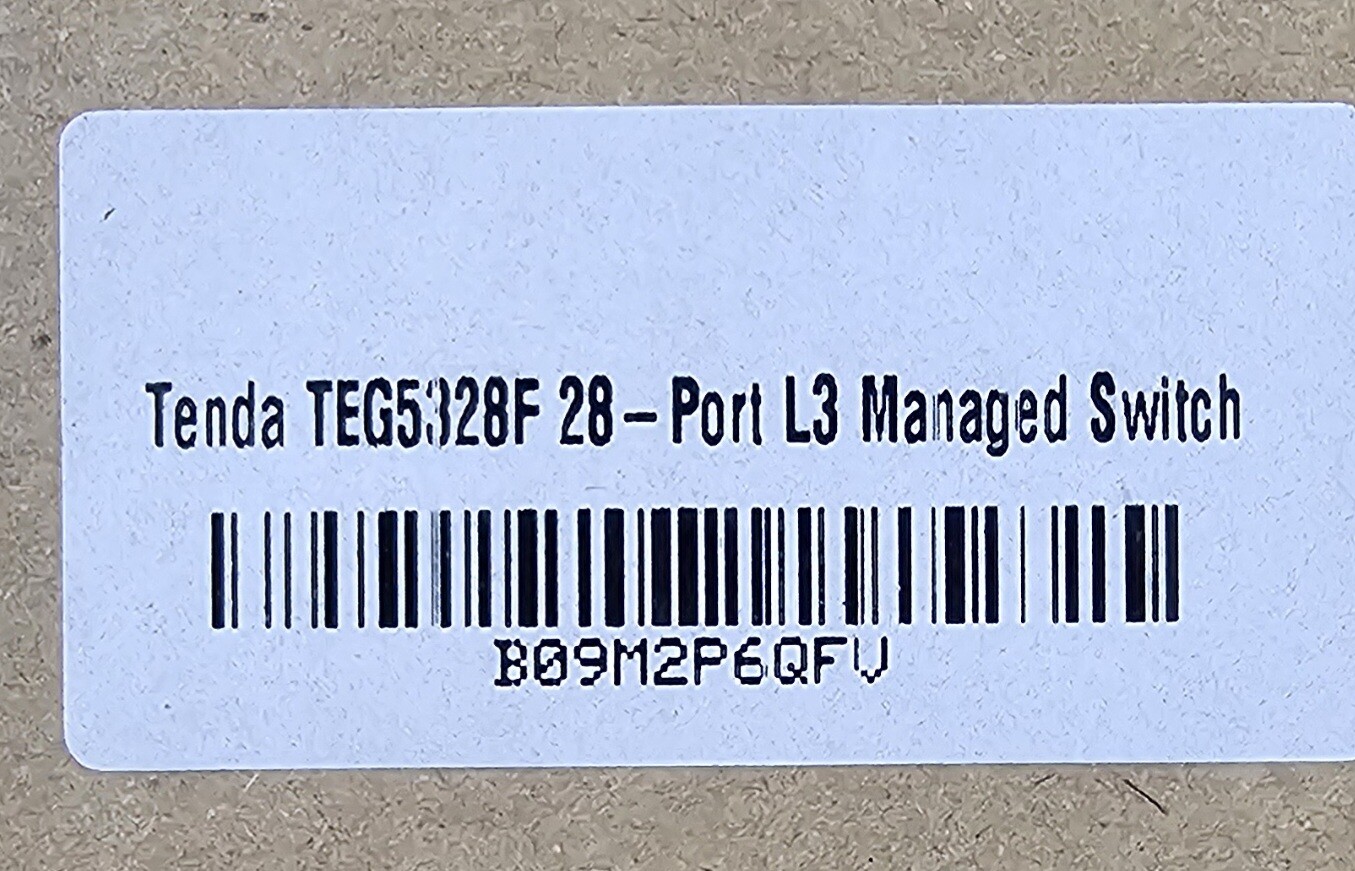 Tenda TEG5328F 28-Port L3 Managed Switch
B09M2P6QFV